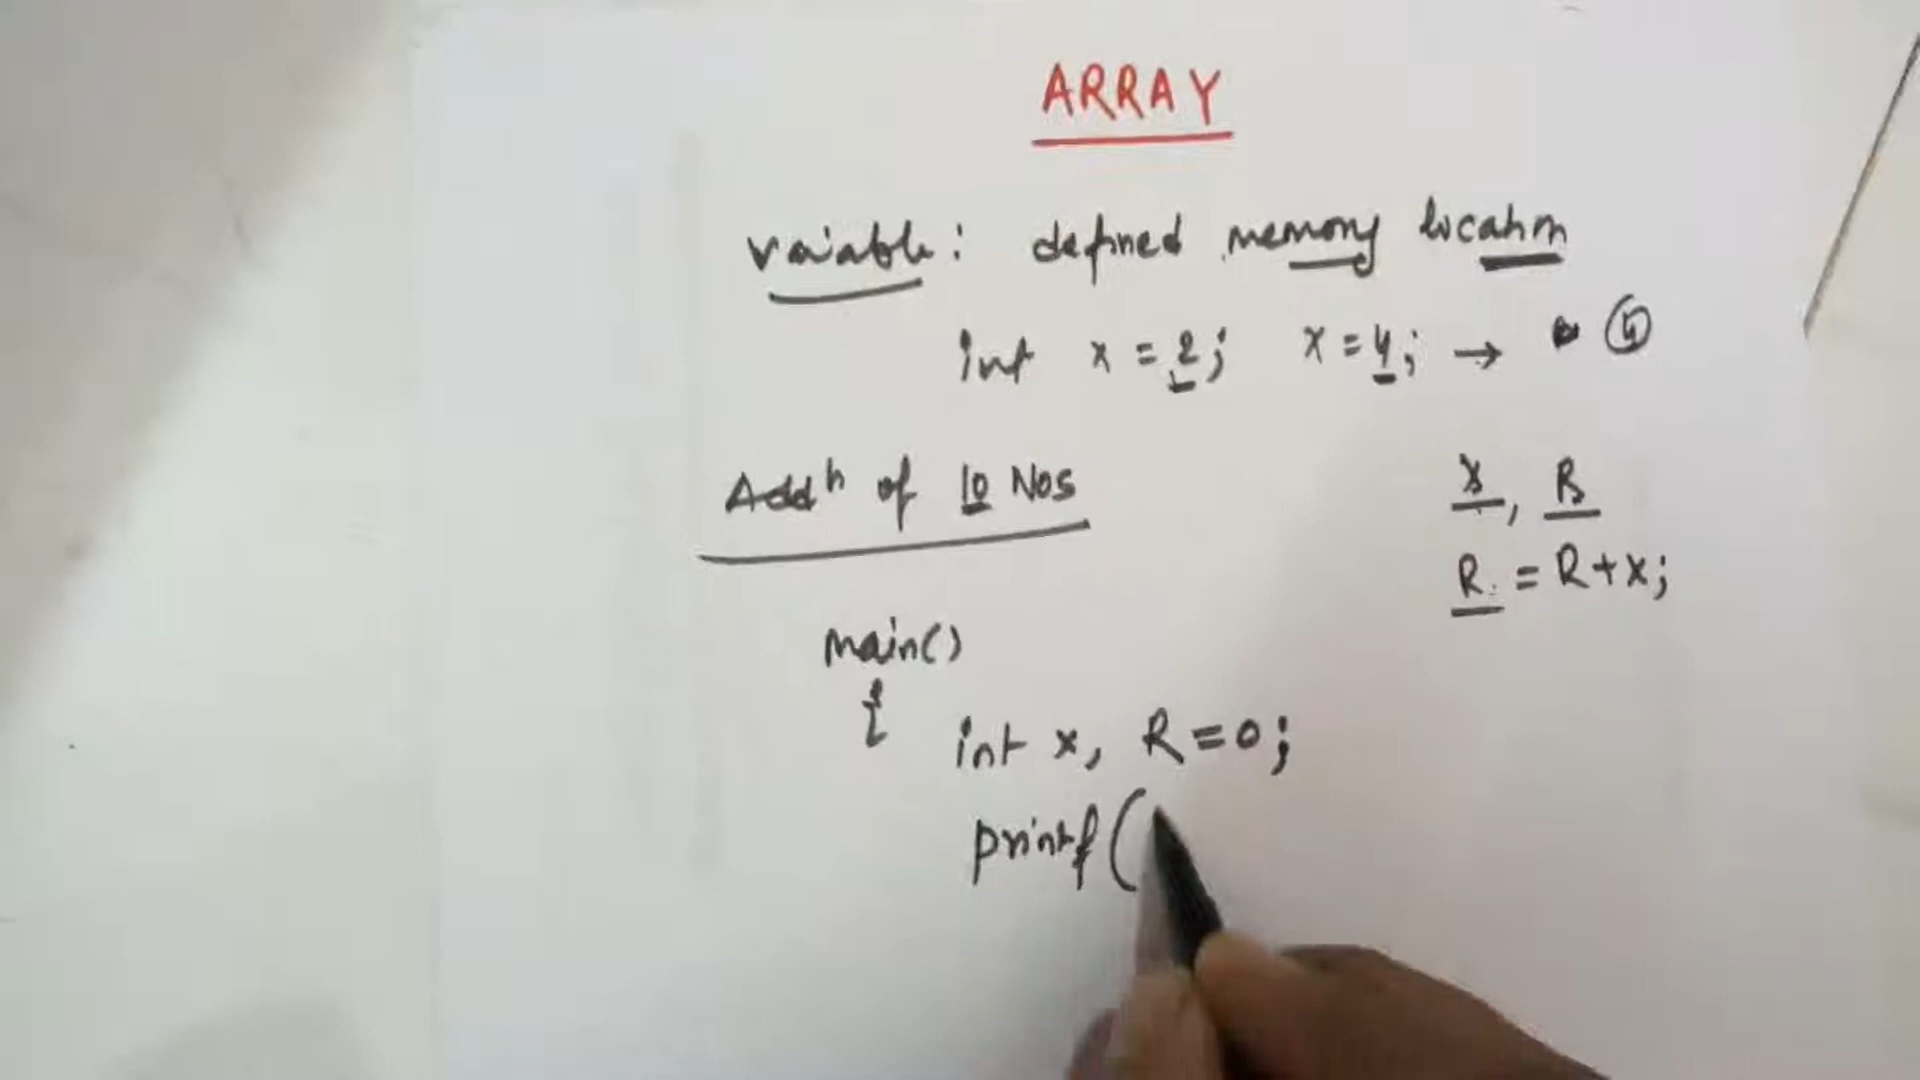 ARRAY
variable: defined memory location
int x = 2; x = 4; → 4
Addn of 10 Nos
x, R
R = R+x;
main()
{
int x, R = 0;
printf(